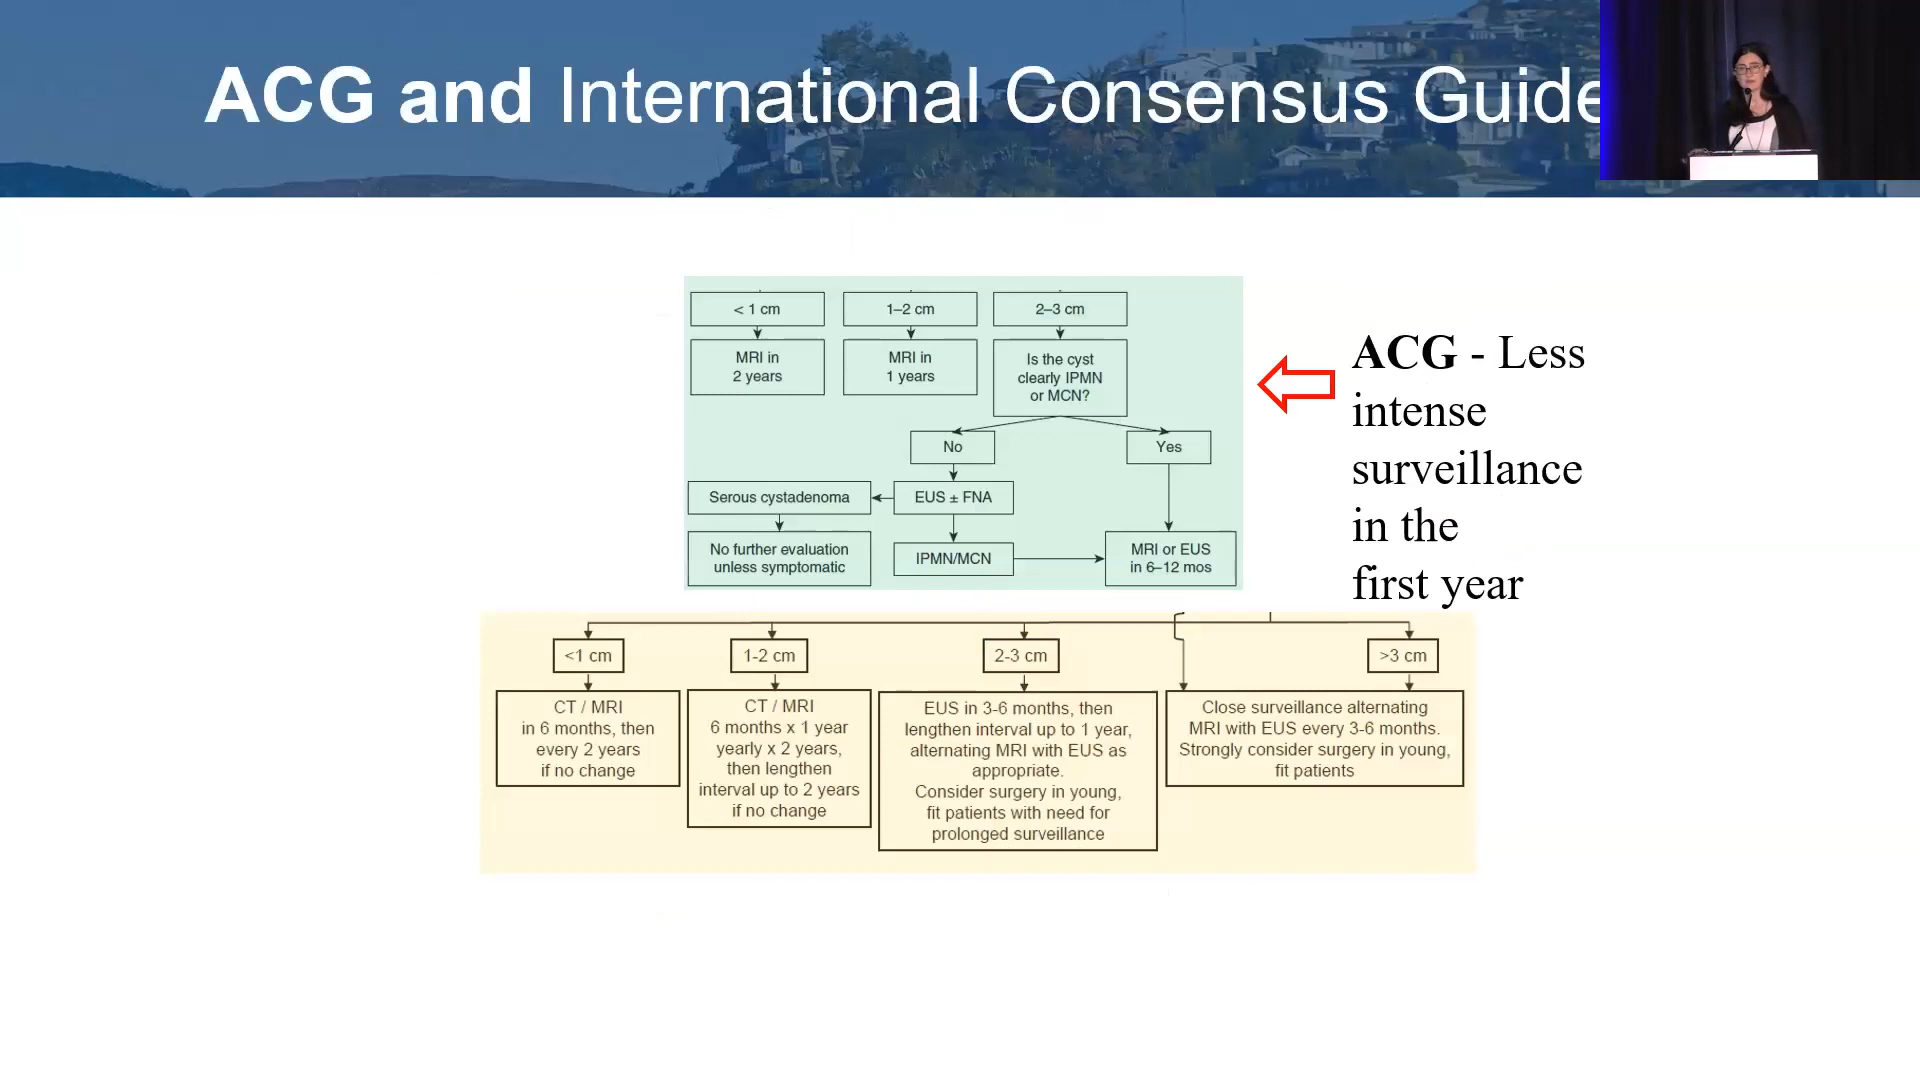 ACG and International Consensus Guide
< 1 cm
1–2 cm
2–3 cm
MRI in
2 years
MRI in
1 years
Is the cyst
clearly IPMN
or MCN?
No
Yes
Serous cystadenoma
EUS ± FNA
No further evaluation
unless symptomatic
IPMN/MCN
MRI or EUS
in 6–12 mos
ACG - Less
intense
surveillance
in the
first year
<1 cm
1-2 cm
2-3 cm
>3 cm
CT / MRI
in 6 months, then
every 2 years
if no change
CT / MRI
6 months x 1 year
yearly x 2 years,
then lengthen
interval up to 2 years
if no change
EUS in 3-6 months, then
lengthen interval up to 1 year,
alternating MRI with EUS as
appropriate.
Consider surgery in young,
fit patients with need for
prolonged surveillance
Close surveillance alternating
MRI with EUS every 3-6 months.
Strongly consider surgery in young,
fit patients